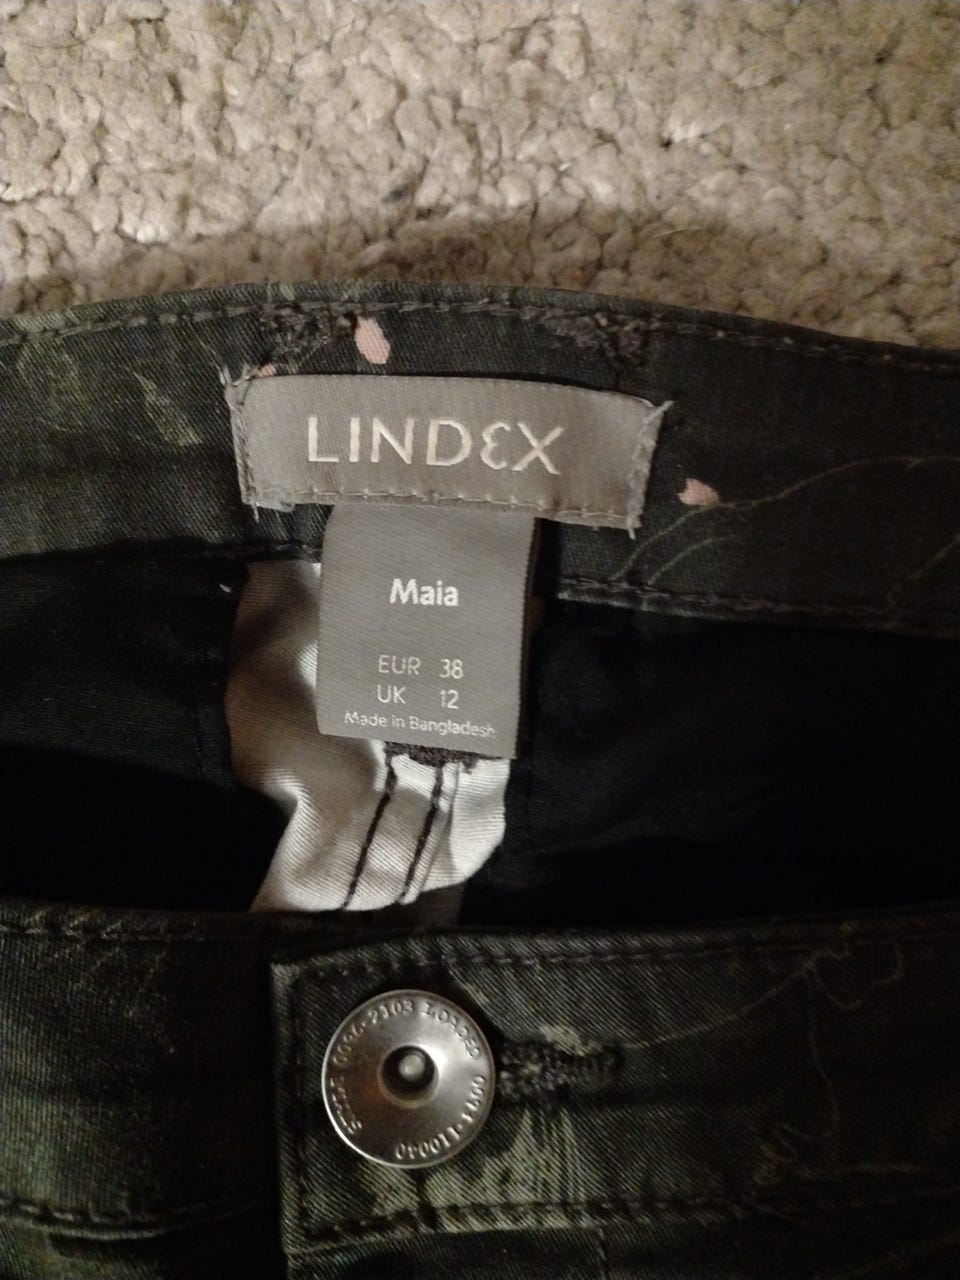 LINDEX
Maia
EUR 38
UK 12
Made in Bangladesh